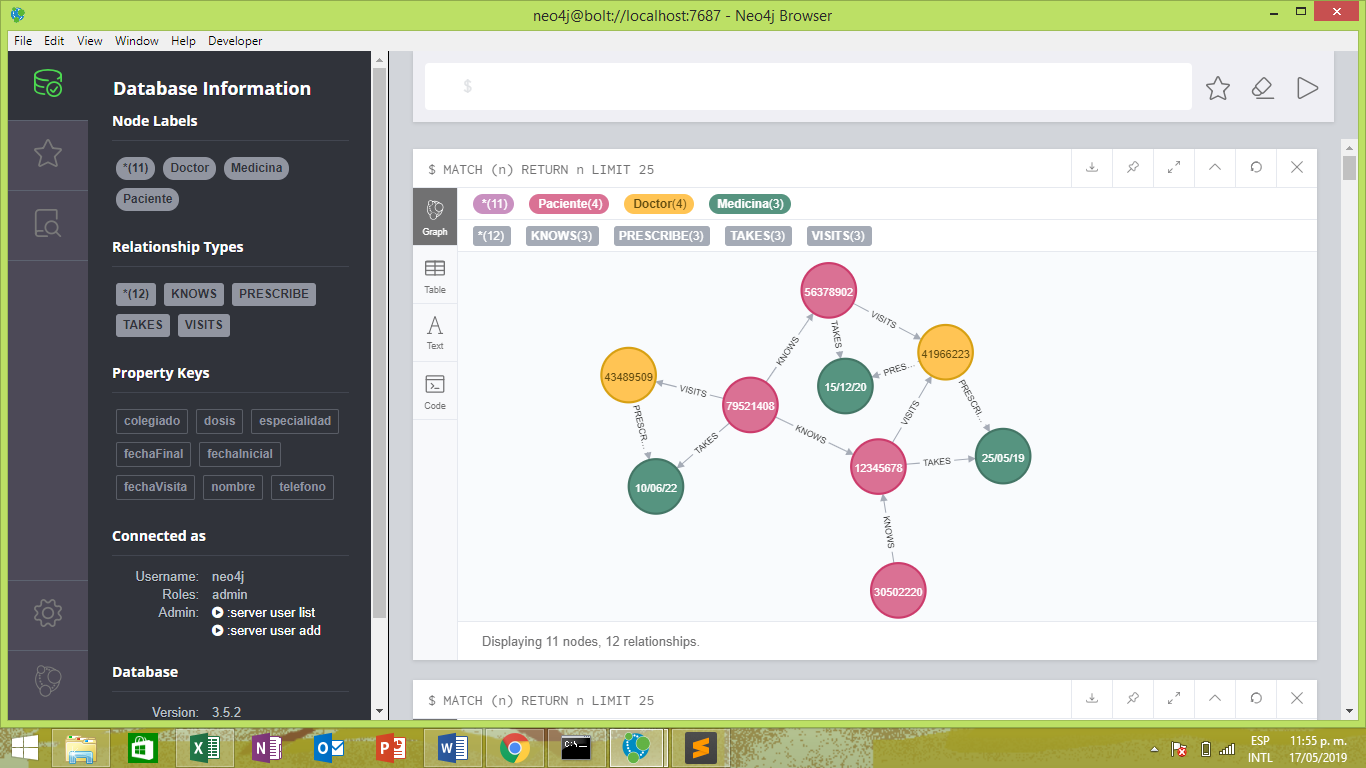 neo4j@bolt://localhost:7687 - Neo4j Browser
File Edit View Window Help Developer
Database Information
Node Labels
*(11) Doctor Medicina
Paciente
Relationship Types
*(12) KNOWS PRESCRIBE
TAKES VISITS
Property Keys
colegiado dosis especialidad
fechaFinal fechaInicial
fechaVisita nombre telefono
Connected as
Username: neo4j
Roles: admin
Admin: :server user list
:server user add
Database
Version: 3.5.2
$
$ MATCH (n) RETURN n LIMIT 25
Graph
Table
Text
Code
*(11) Paciente(4) Doctor(4) Medicina(3)
*(12) KNOWS(3) PRESCRIBE(3) TAKES(3) VISITS(3)
56378902
VISITS
TAKES
KNOWS
41966223
PRES...
43489509
VISITS
79521408
15/12/20
PRESCRI...
VISITS
PRESCR...
TAKES
KNOWS
12345678
TAKES
25/05/19
10/06/22
KNOWS
30502220
Displaying 11 nodes, 12 relationships.
$ MATCH (n) RETURN n LIMIT 25
ESP
INTL
11:55 p. m.
17/05/2019